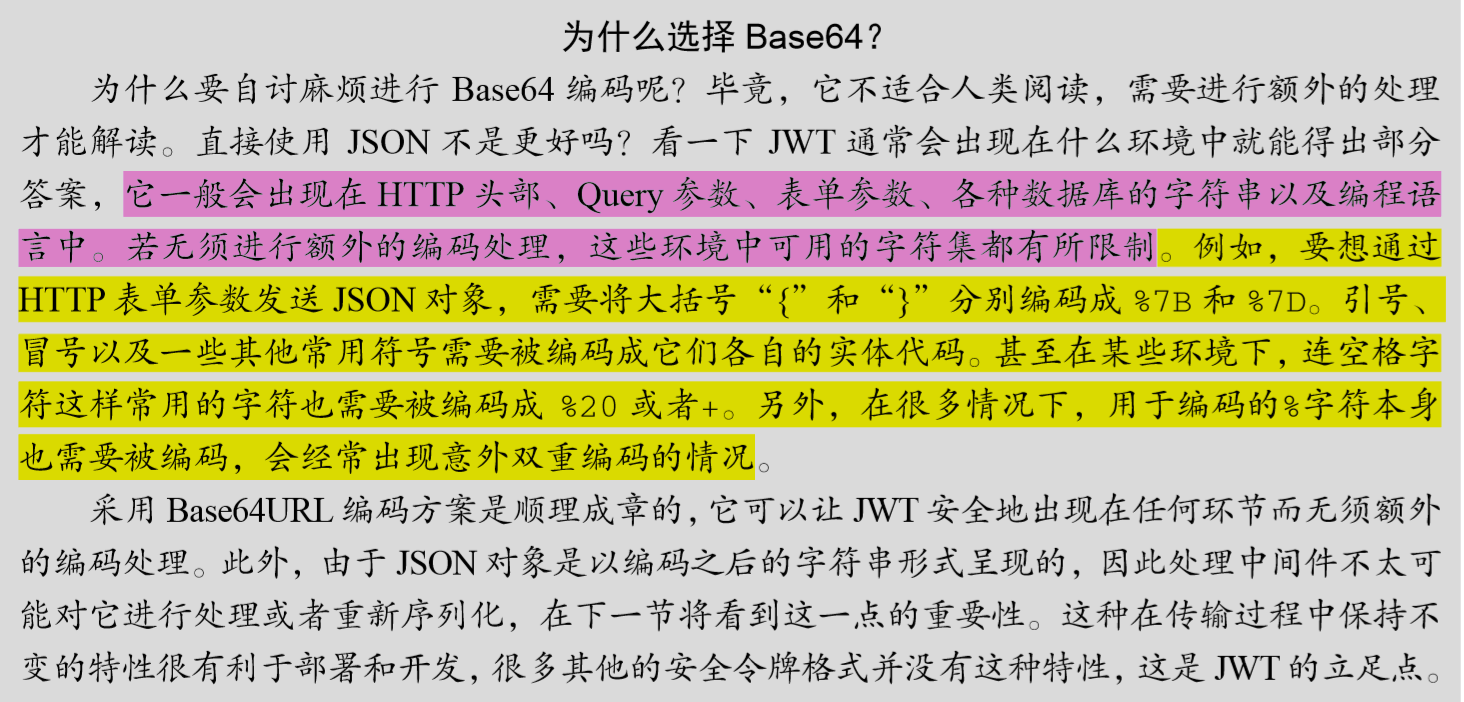 为什么选择 Base64？
为什么要自讨麻烦进行 Base64 编码呢？毕竟，它不适合人类阅读，需要进行额外的处理
才能解读。直接使用 JSON 不是更好吗？看一下 JWT 通常会出现在什么环境中就能得出部分
答案，它一般会出现在 HTTP 头部、Query 参数、表单参数、各种数据库的字符串以及编程语
言中。若无须进行额外的编码处理，这些环境中可用的字符集都有所限制。例如，要想通过
HTTP 表单参数发送 JSON 对象，需要将大括号“{”和“}”分别编码成 %7B 和 %7D。引号、
冒号以及一些其他常用符号需要被编码成它们各自的实体代码。甚至在某些环境下，连空格字
符这样常用的字符也需要被编码成 %20 或者+。另外，在很多情况下，用于编码的%字符本身
也需要被编码，会经常出现意外双重编码的情况。
采用 Base64URL 编码方案是顺理成章的，它可以让 JWT 安全地出现在任何环节而无须额外
的编码处理。此外，由于 JSON 对象是以编码之后的字符串形式呈现的，因此处理中间件不太可
能对它进行处理或者重新序列化，在下一节将看到这一点的重要性。这种在传输过程中保持不
变的特性很有利于部署和开发，很多其他的安全令牌格式并没有这种特性，这是 JWT 的立足点。